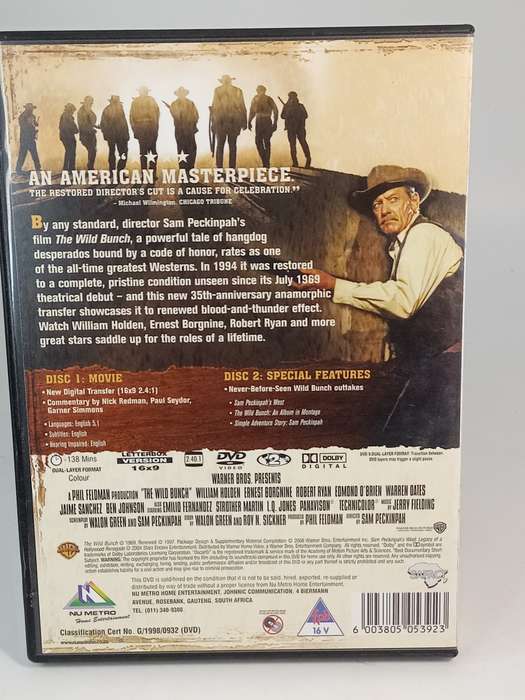 AN AMERICAN MASTERPIECE.
THE RESTORED DIRECTOR'S CUT IS A CAUSE FOR CELEBRATION."
– Michael Wilmington, CHICAGO TRIBUNE
By any standard, director Sam Peckinpah's
film The Wild Bunch, a powerful tale of hangdog
desperados bound by a code of honor, rates as one
of the all-time greatest Westerns. In 1994 it was restored
to a complete, pristine condition unseen since its July 1969
theatrical debut – and this new 35th-anniversary anamorphic
transfer showcases it to renewed blood-and-thunder effect.
Watch William Holden, Ernest Borgnine, Robert Ryan and more
great stars saddle up for the roles of a lifetime.
DISC 1: MOVIE
• New Digital Transfer (16x9 2.4:1)
• Commentary by Nick Redman, Paul Seydor,
Garner Simmons
• Languages: English 5.1
• Subtitles: English
• Hearing Impaired: English
DISC 2: SPECIAL FEATURES
• Never-Before-Seen Wild Bunch outtakes
• Sam Peckinpah's West
• The Wild Bunch: An Album in Montage
• Simple Adventure Story: Sam Peckinpah
±138 Mins
DUAL-LAYER FORMAT
Colour
LETTERBOX
VERSION
16x9
2.40:1
DVD
VIDEO
DOLBY
DIGITAL
DVD 9 DUAL-LAYER FORMAT: Transition between
DVD layers may trigger a slight pause.
WARNER BROS. PRESENTS
A PHIL FELDMAN PRODUCTION "THE WILD BUNCH" WILLIAM HOLDEN ERNEST BORGNINE ROBERT RYAN EDMOND O'BRIEN WARREN OATES
JAIME SANCHEZ BEN JOHNSON EMILIO FERNANDEZ STROTHER MARTIN L.Q. JONES PANAVISION TECHNICOLOR MUSIC BY JERRY FIELDING
SCREENPLAY BY WALON GREEN AND SAM PECKINPAH STORY BY WALON GREEN AND ROY N. SICKNER PRODUCED BY PHIL FELDMAN DIRECTED BY SAM PECKINPAH
This DVD is sold/hired on the condition that it is not to be sold, hired, exported, re-supplied or
distributed by way of trade without a proper licence from Nu Metro Home Entertainment.
NU METRO HOME ENTERTAINMENT, JOHNNIC COMMUNICATION, 4 BIERMANN
AVENUE, ROSEBANK, GAUTENG, SOUTH AFRICA
TEL: (011) 340-9300
NU METRO
Home Entertainment
Classification Cert No. G/1998/0932 (DVD)
16 V
6 003805 053923